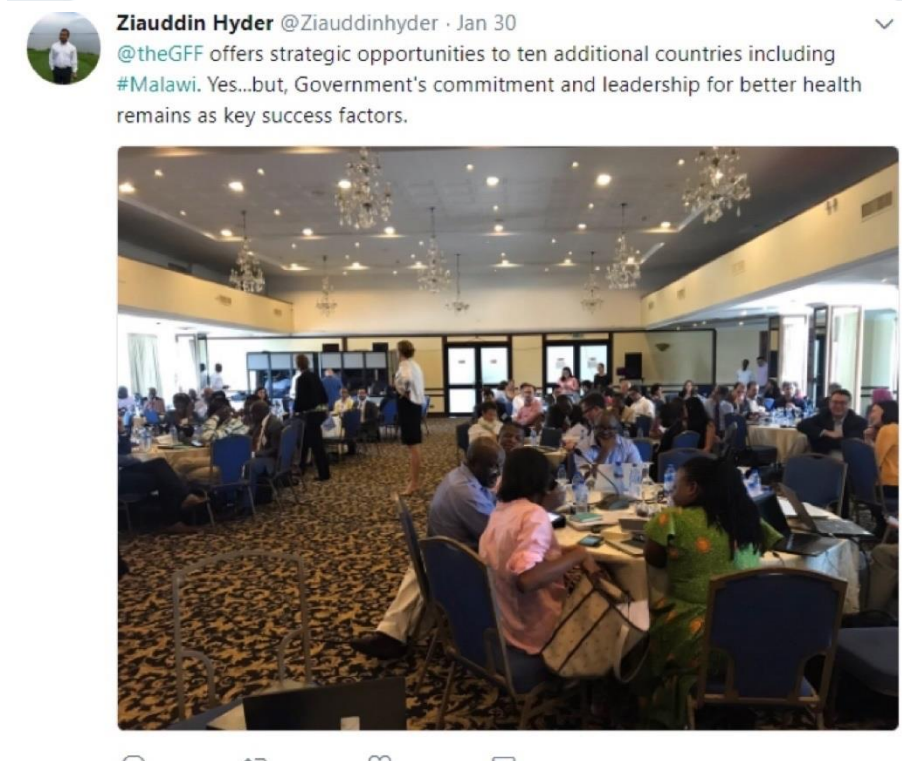 Ziauddin Hyder @Ziauddinhyder · Jan 30
@theGFF offers strategic opportunities to ten additional countries including
#Malawi. Yes...but, Government's commitment and leadership for better health
remains as key success factors.